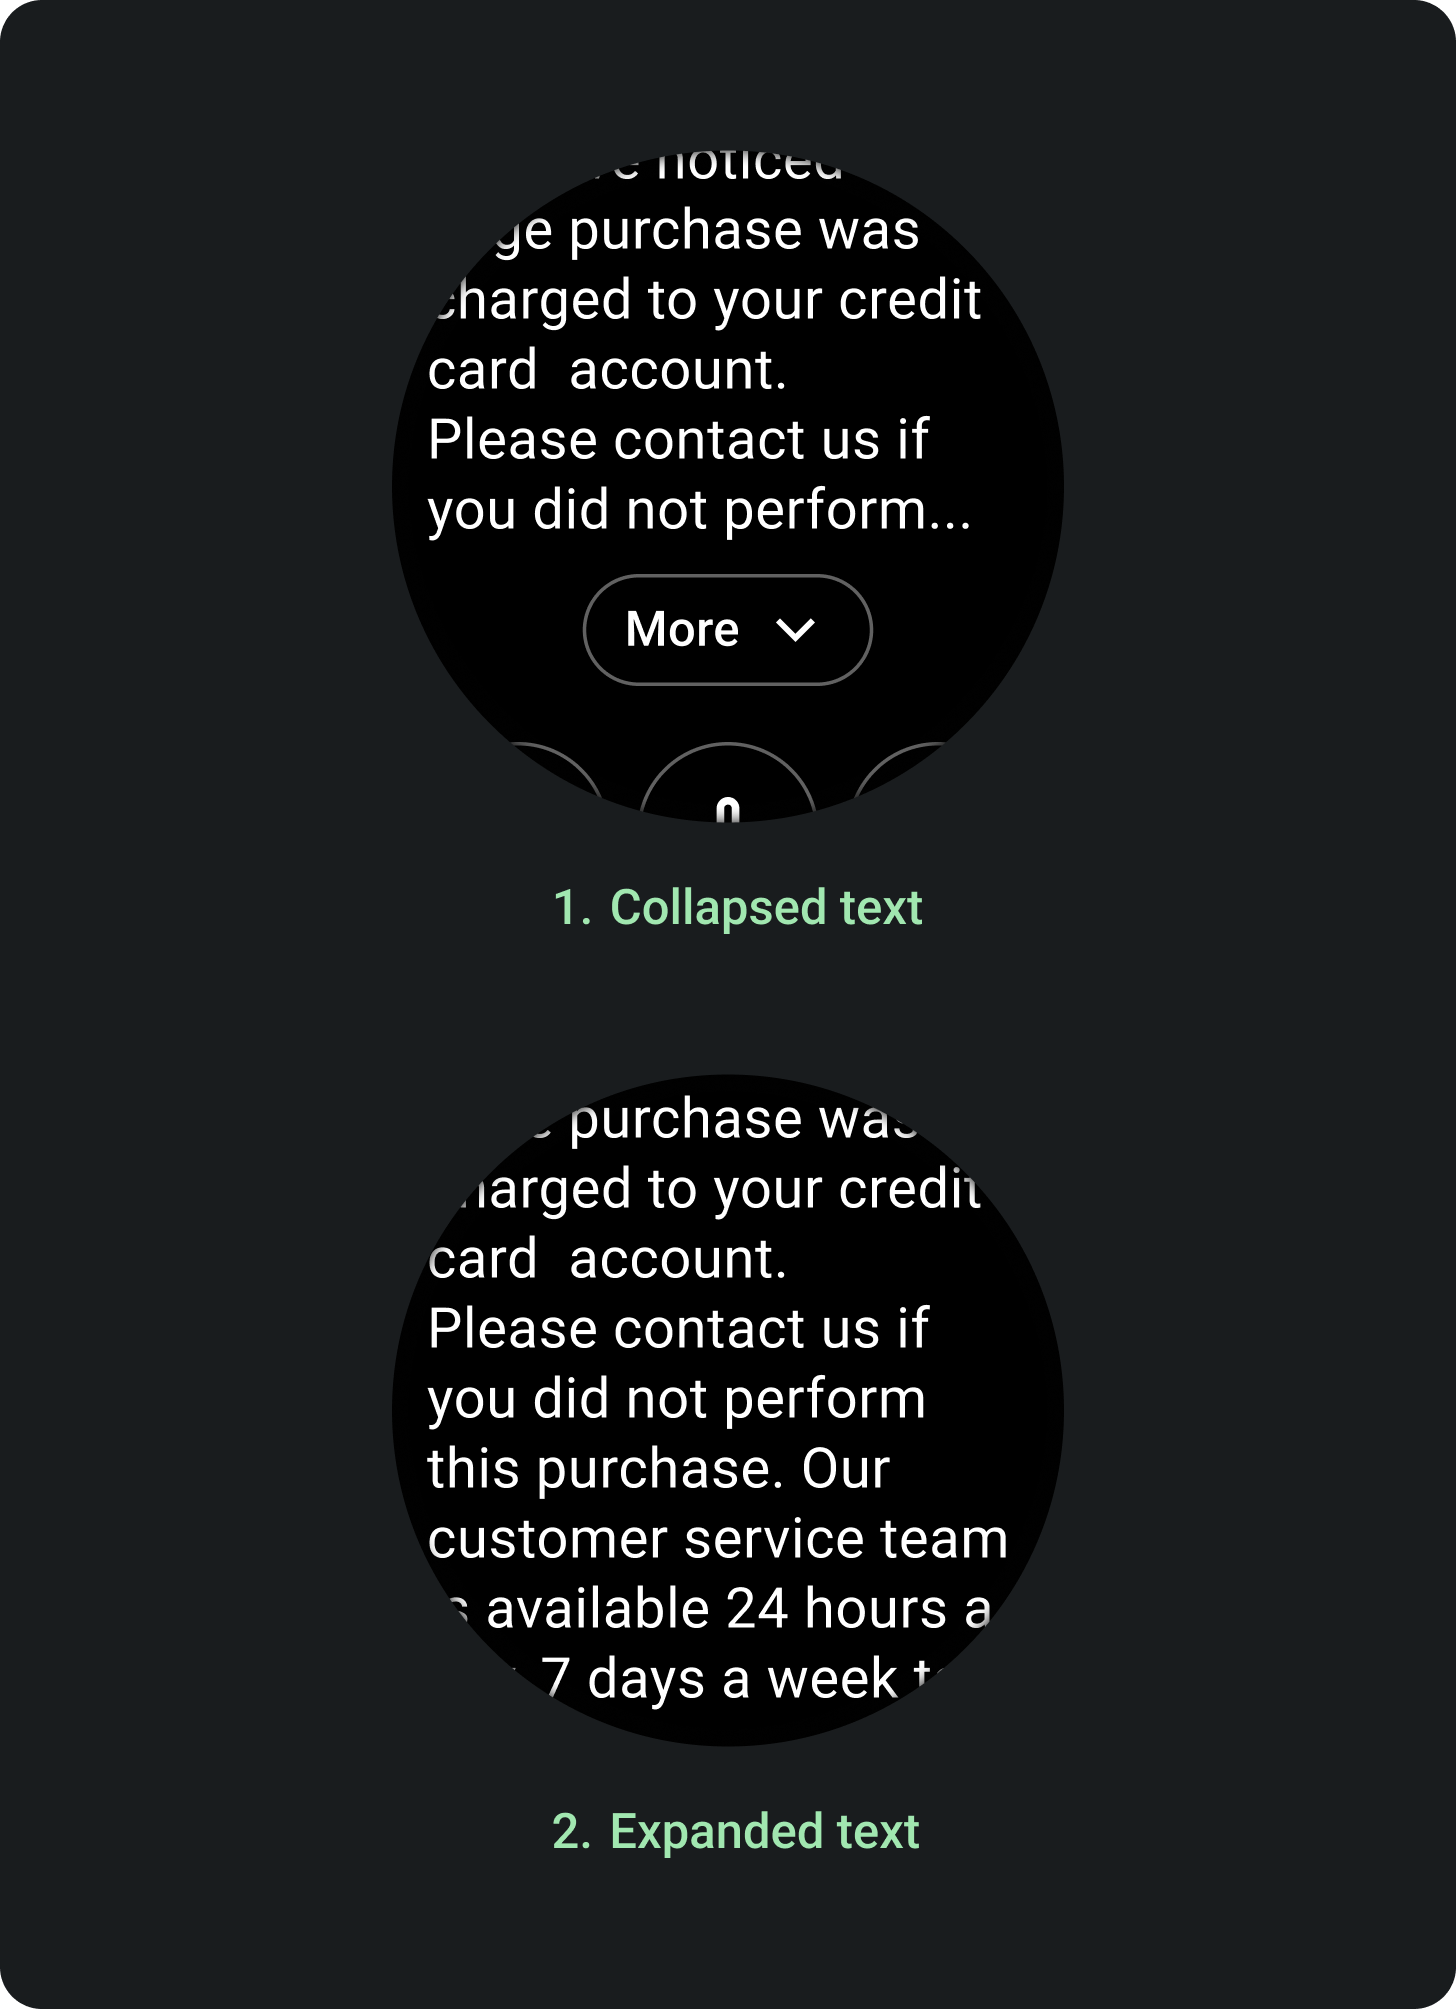 noticed
purchase was
charged to your credit
card  account.
Please contact us if
you did not perform...
More
1. Collapsed text
purchase was
to your credit
card  account.
Please contact us if
you did not perform
this purchase. Our
customer service team
available 24 hours a
7 days a week
2. Expanded text